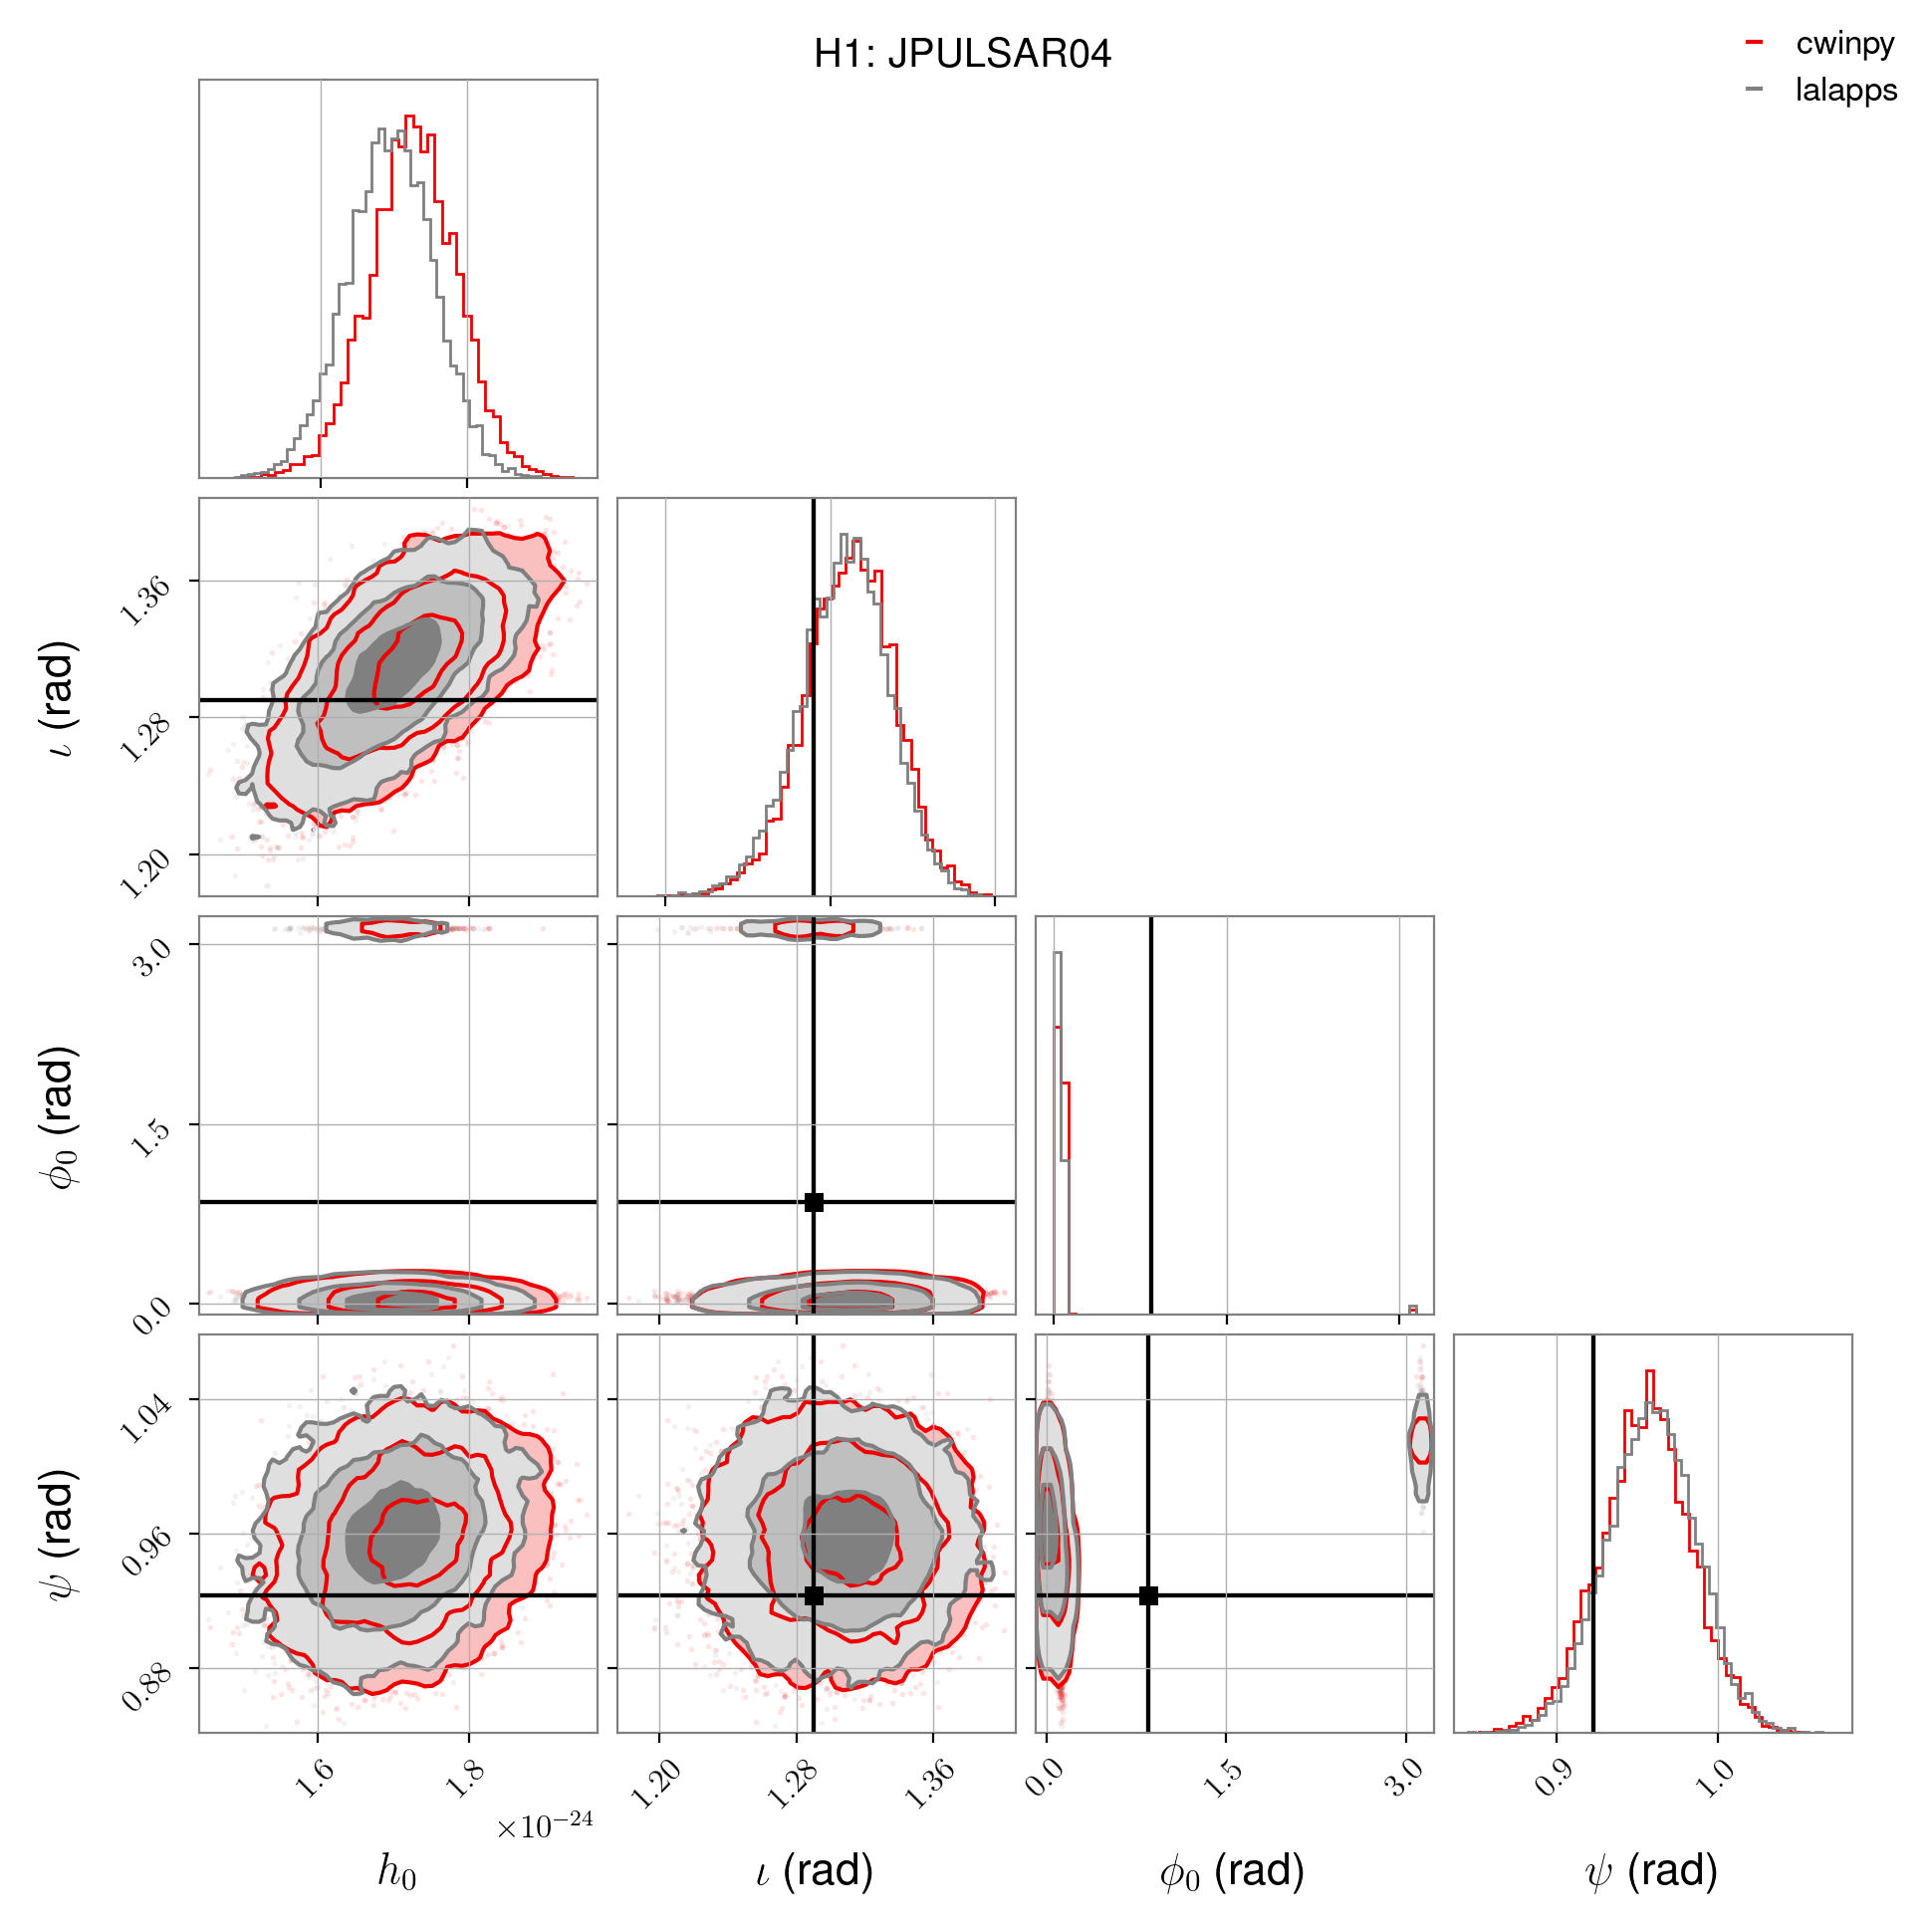 H1: JPULSAR04
cwinpy
lalapps
ι (rad)
1.36
1.28
1.20
ϕ₀ (rad)
3.0
1.5
0.0
ψ (rad)
1.04
0.96
0.88
1.6 1.8
×10⁻²⁴
1.20 1.28 1.36
0.0 1.5 3.0
0.9 1.0
h₀ ι (rad) ϕ₀ (rad) ψ (rad)